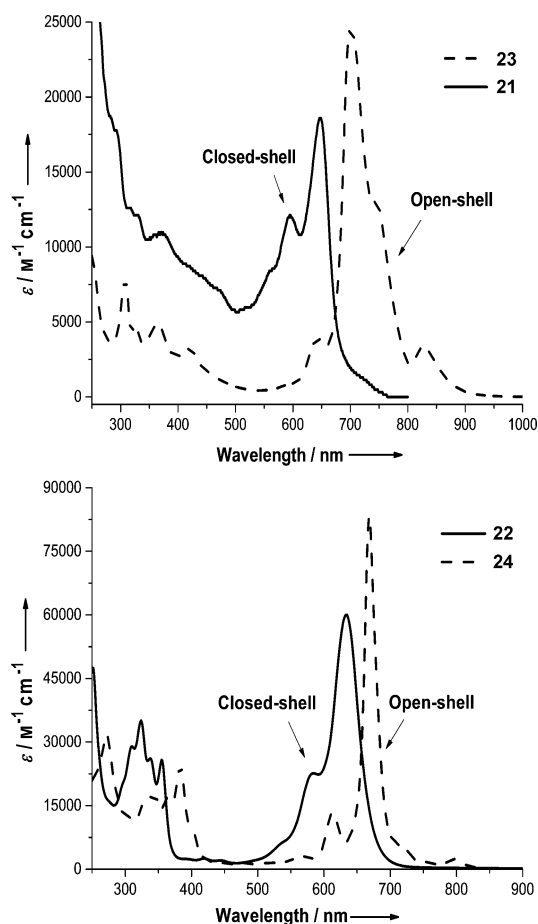 25000
20000
15000
10000
5000
0
ε / M⁻¹ cm⁻¹
23
21
Closed-shell
Open-shell
300 400 500 600 700 800 900 1000
Wavelength / nm
90000
75000
60000
45000
30000
15000
0
ε / M⁻¹ cm⁻¹
22
24
Closed-shell
Open-shell
300 400 500 600 700 800 900
Wavelength / nm